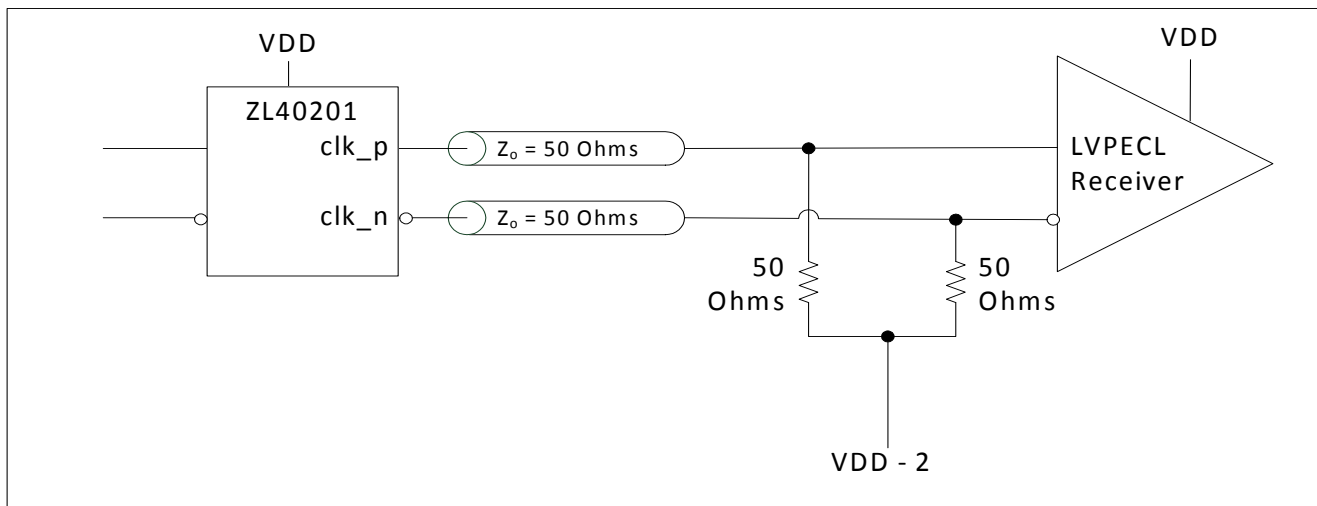 VDD
VDD
ZL40201
clk_p
Zₒ = 50 Ohms
LVPECL
Receiver
clk_n
Zₒ = 50 Ohms
50
Ohms
50
Ohms
VDD - 2